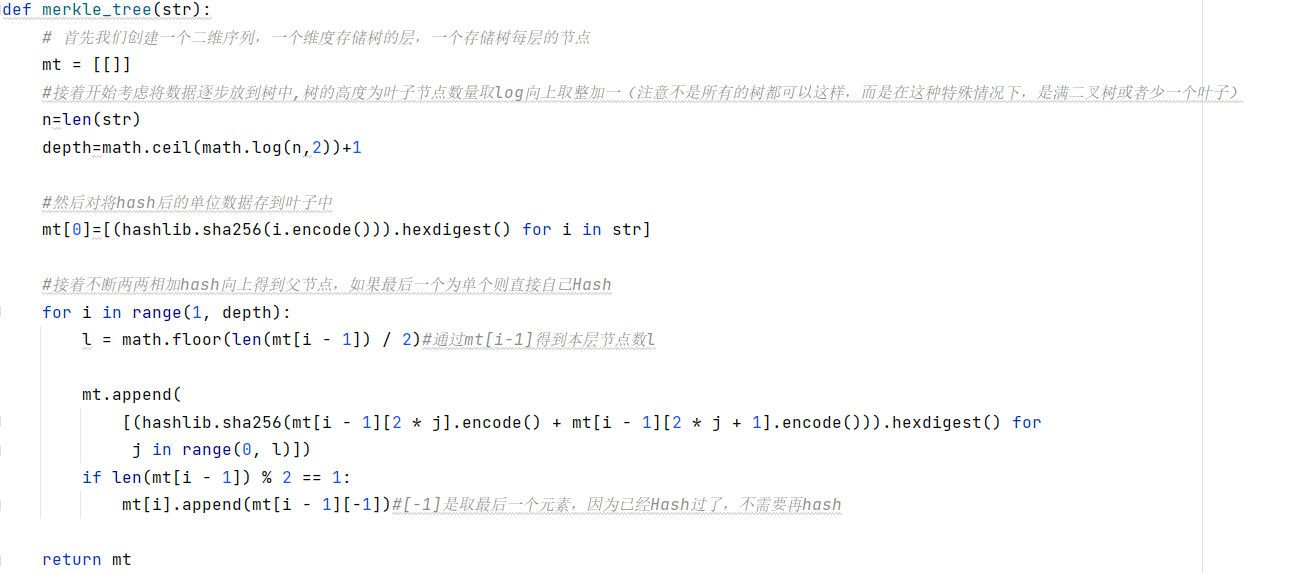 def merkle_tree(str):
# 首先我们创建一个二维序列，一个维度存储树的层，一个存储树每层的节点
mt = [[]]
#接着开始考虑将数据逐步放到树中,树的高度为叶子节点数量取log向上取整加一（注意不是所有的树都可以这样，而是在这种特殊情况下，是满二叉树或者少一个叶子）
n=len(str)
depth=math.ceil(math.log(n,2))+1
#然后对将hash后的单位数据存到叶子中
mt[0]=[(hashlib.sha256(i.encode())).hexdigest() for i in str]
#接着不断两两相加hash向上得到父节点，如果最后一个为单个则直接自己Hash
for i in range(1, depth):
l = math.floor(len(mt[i - 1]) / 2)#通过mt[i-1]得到本层节点数l
mt.append(
[(hashlib.sha256(mt[i - 1][2 * j].encode() + mt[i - 1][2 * j + 1].encode())).hexdigest() for
j in range(0, l)])
if len(mt[i - 1]) % 2 == 1:
mt[i].append(mt[i - 1][-1])#[-1]是取最后一个元素，因为已经Hash过了，不需要再hash
return mt